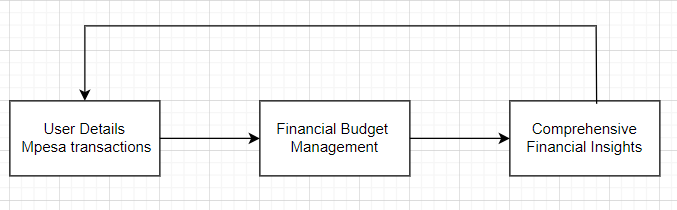 User Details
Mpesa transactions
Financial Budget
Management
Comprehensive
Financial Insights